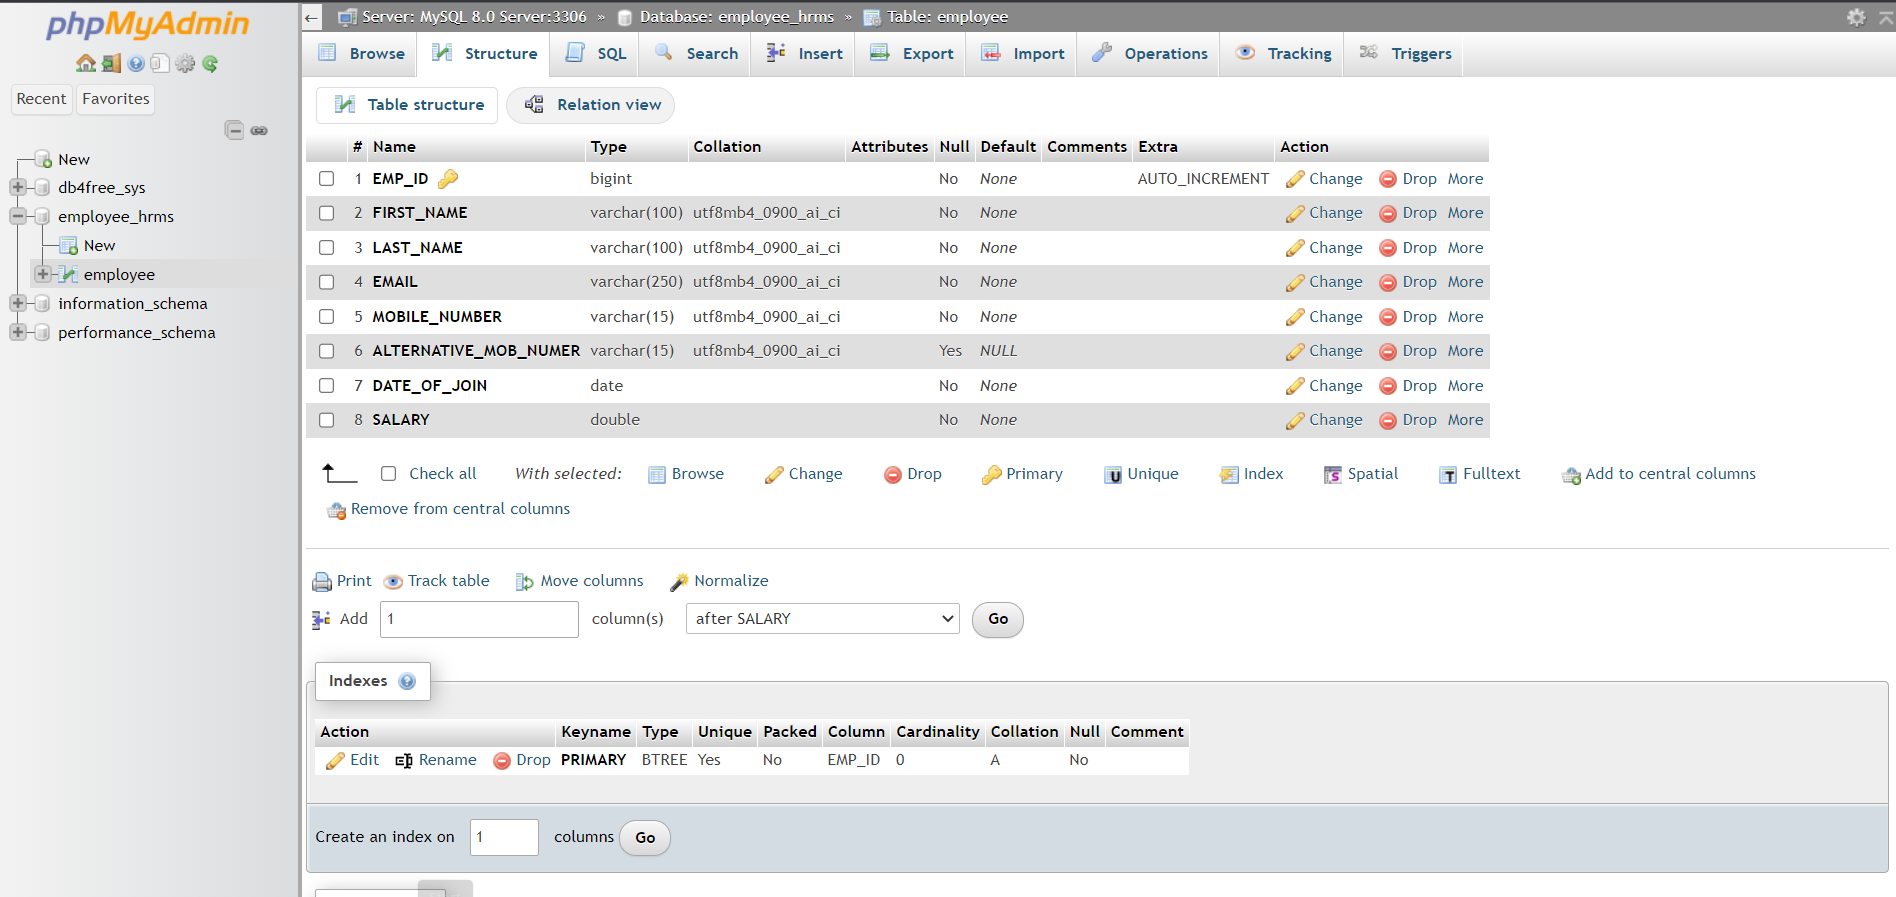 phpMyAdmin
Recent Favorites
New
db4free_sys
employee_hrms
New
employee
information_schema
performance_schema
← Server: MySQL 8.0 Server:3306 » Database: employee_hrms » Table: employee
Browse Structure SQL Search Insert Export Import Operations Tracking Triggers
Table structure Relation view
# Name Type Collation Attributes Null Default Comments Extra Action
1 EMP_ID bigint No None AUTO_INCREMENT Change Drop More
2 FIRST_NAME varchar(100) utf8mb4_0900_ai_ci No None Change Drop More
3 LAST_NAME varchar(100) utf8mb4_0900_ai_ci No None Change Drop More
4 EMAIL varchar(250) utf8mb4_0900_ai_ci No None Change Drop More
5 MOBILE_NUMBER varchar(15) utf8mb4_0900_ai_ci No None Change Drop More
6 ALTERNATIVE_MOB_NUMER varchar(15) utf8mb4_0900_ai_ci Yes NULL Change Drop More
7 DATE_OF_JOIN date No None Change Drop More
8 SALARY double No None Change Drop More
Check all With selected: Browse Change Drop Primary Unique Index Spatial Fulltext Add to central columns
Remove from central columns
Print Track table Move columns Normalize
Add 1 column(s) after SALARY Go
Indexes
Action Keyname Type Unique Packed Column Cardinality Collation Null Comment
Edit Rename Drop PRIMARY BTREE Yes No EMP_ID 0 A No
Create an index on 1 columns Go